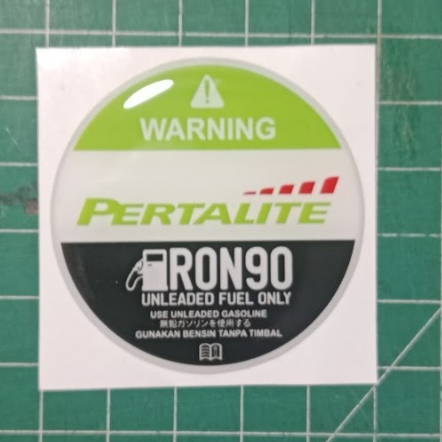 WARNING
PERTALITE
RON90
UNLEADED FUEL ONLY
USE UNLEADED GASOLINE
無鉛ガソリンを使用する
GUNAKAN BENSIN TANPA TIMBAL